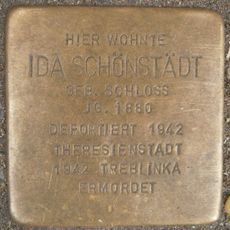 HIER WOHNTE
IDA SCHÖNSTÄDT
GEB. SCHLOSS
JG. 1880
DEPORTIERT 1942
THERESIENSTADT
1942 TREBLINKA
ERMORDET